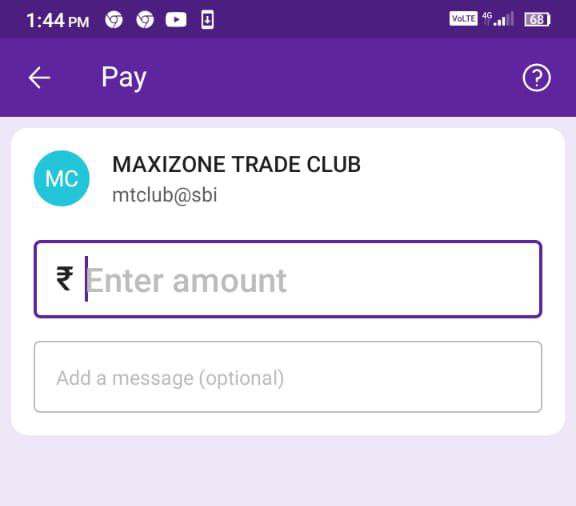 1:44 PM VoLTE 4G 68
Pay ?
MC MAXIZONE TRADE CLUB
mtclub@sbi
₹ Enter amount
Add a message (optional)